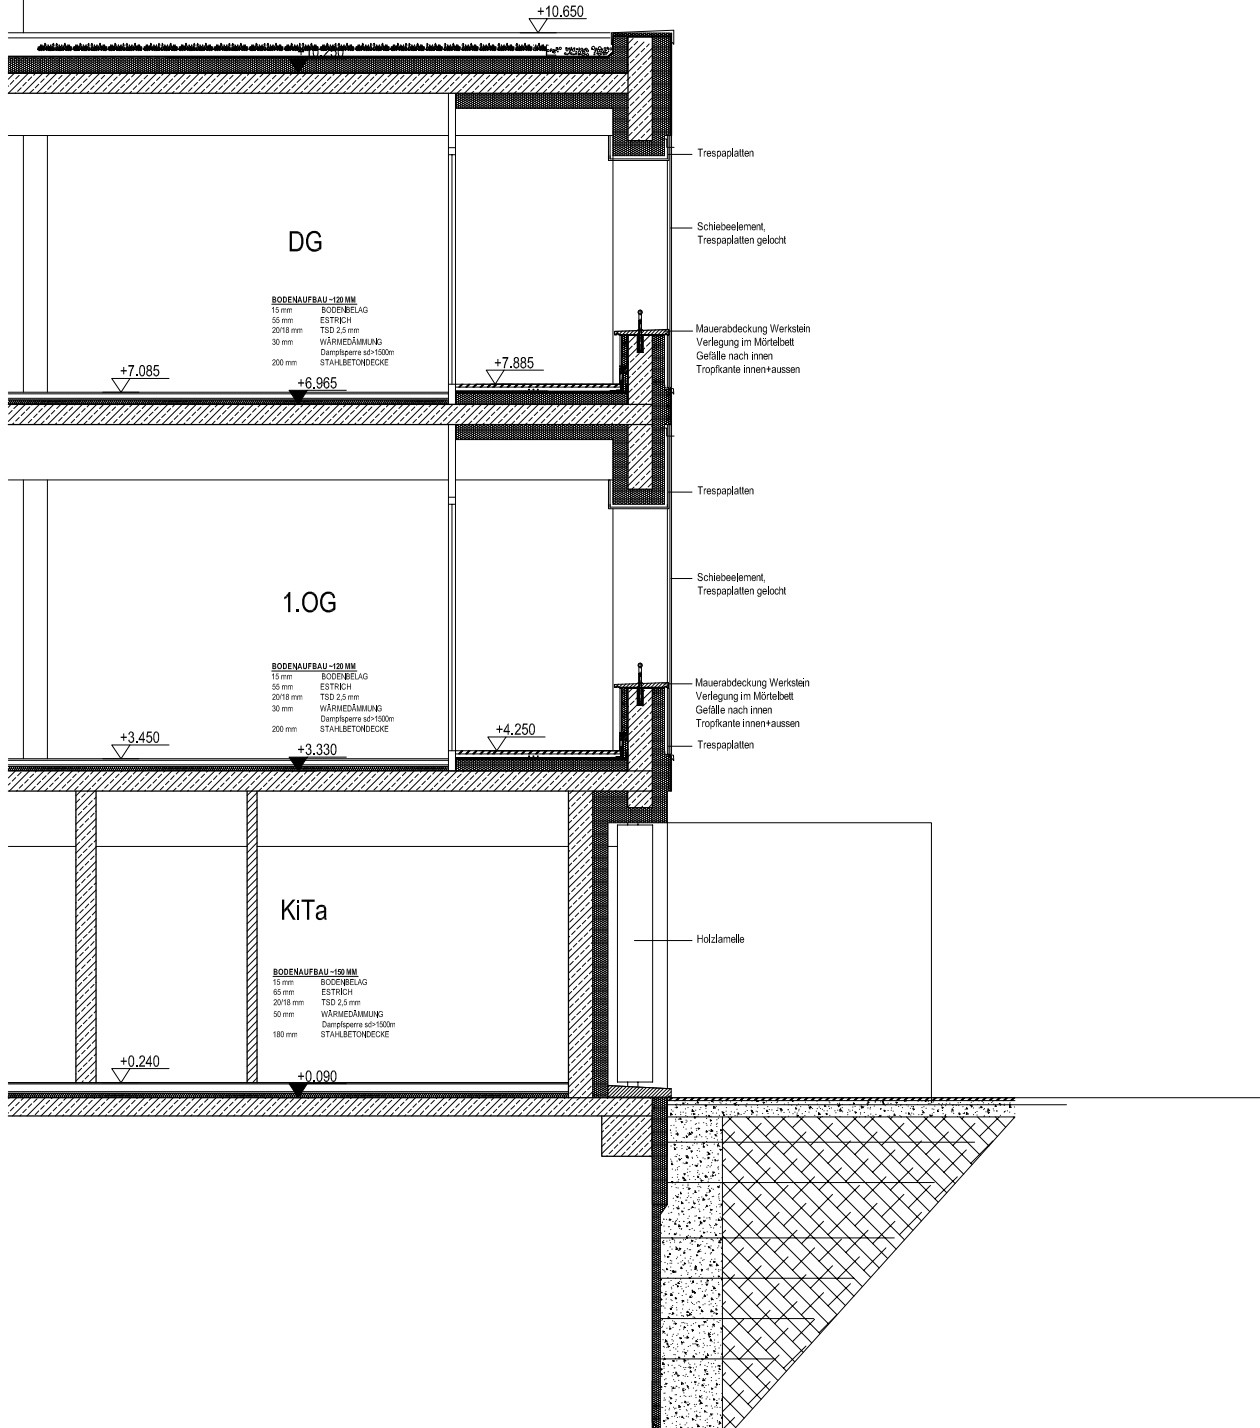 +10.650
+10.250
Trespaplatten
Schiebeelement,
Trespaplatten gelocht
DG
BODENAUFBAU ~120 MM
15 mm BODENBELAG
55 mm ESTRICH
20/18 mm TSD 2,5 mm
30 mm WÄRMEDÄMMUNG
Dampfsperre sd>1500m
200 mm STAHLBETONDECKE
Mauerabdeckung Werkstein
Verlegung im Mörtelbett
Gefälle nach innen
Tropfkante innen+aussen
+7.085
+6.965
+7.885
Trespaplatten
Schiebeelement,
Trespaplatten gelocht
1.OG
BODENAUFBAU ~120 MM
15 mm BODENBELAG
55 mm ESTRICH
20/18 mm TSD 2,5 mm
30 mm WÄRMEDÄMMUNG
Dampfsperre sd>1500m
200 mm STAHLBETONDECKE
Mauerabdeckung Werkstein
Verlegung im Mörtelbett
Gefälle nach innen
Tropfkante innen+aussen
Trespaplatten
+3.450
+3.330
+4.250
KiTa
Holzlamelle
BODENAUFBAU ~150 MM
15 mm BODENBELAG
65 mm ESTRICH
20/18 mm TSD 2,5 mm
50 mm WÄRMEDÄMMUNG
Dampfsperre sd>1500m
180 mm STAHLBETONDECKE
+0.240
+0.090